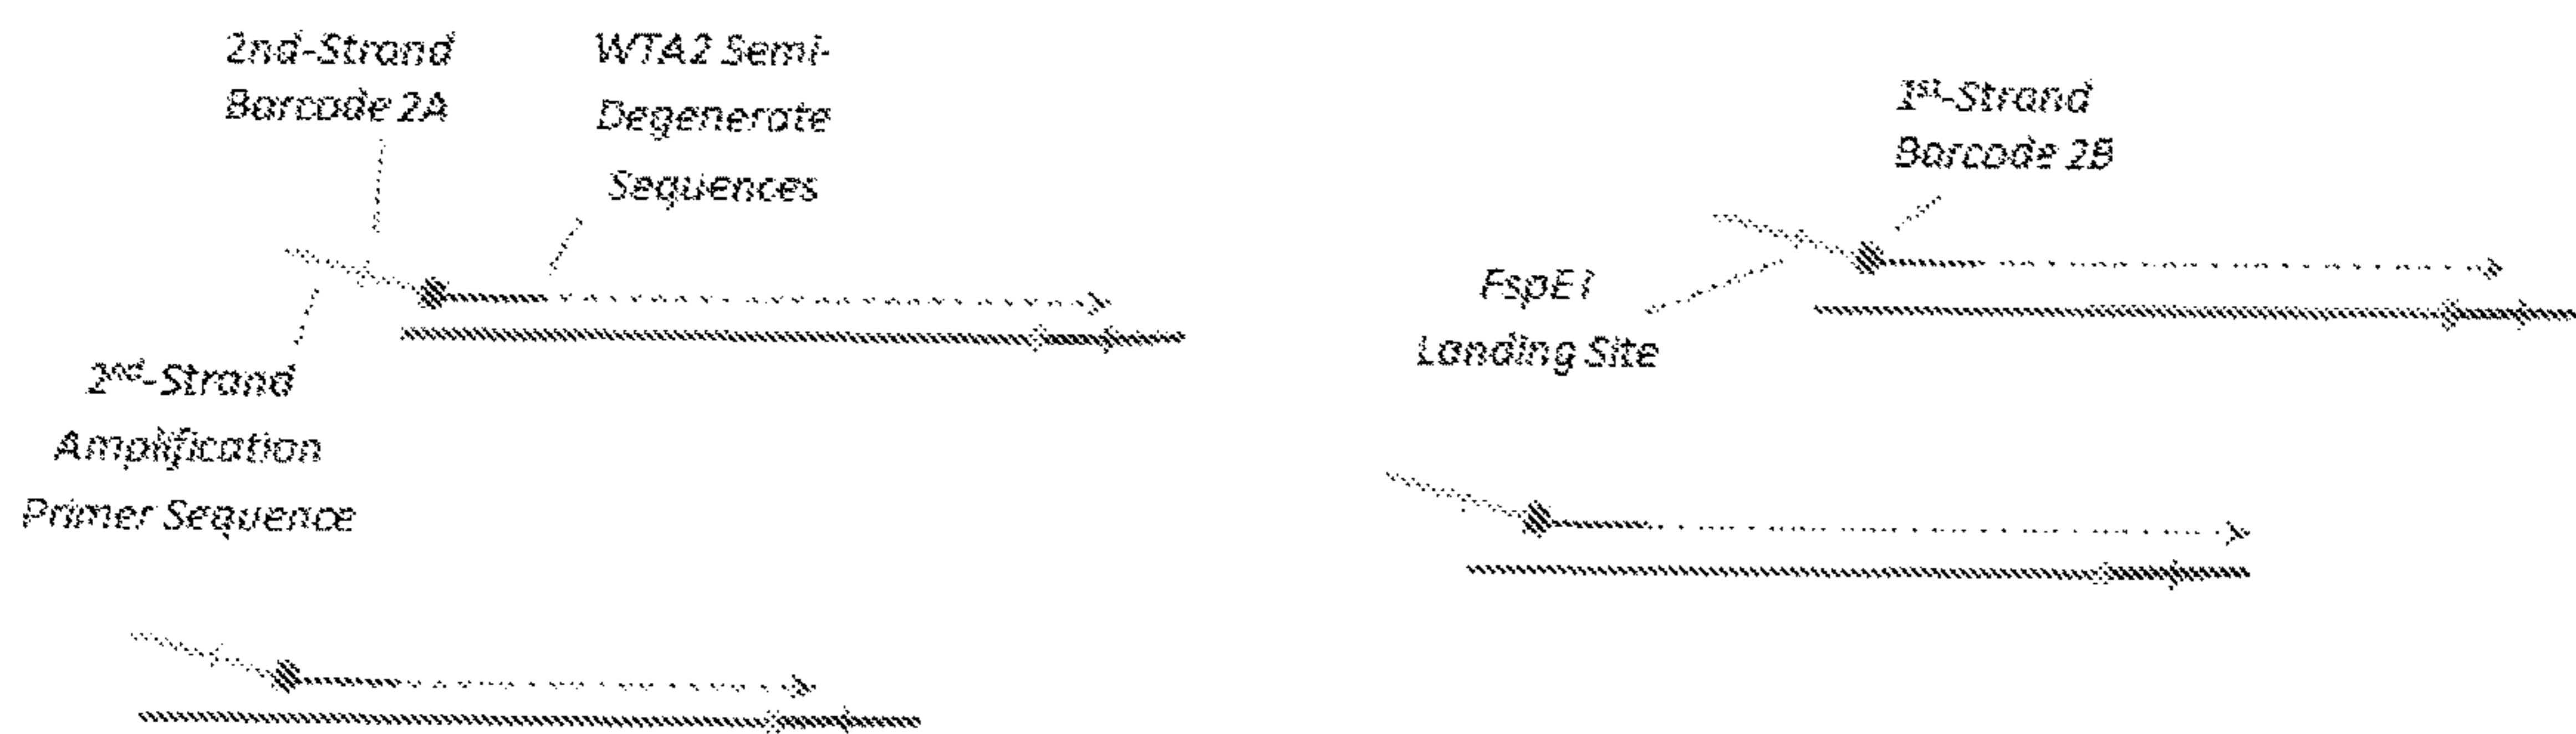 2nd-Strand
Barcode 2A
WTA2 Semi-
Degenerate
Sequences
2nd-Strand
Amplification
Primer Sequence
1st-Strand
Barcode 2B
FspE1
Landing Site